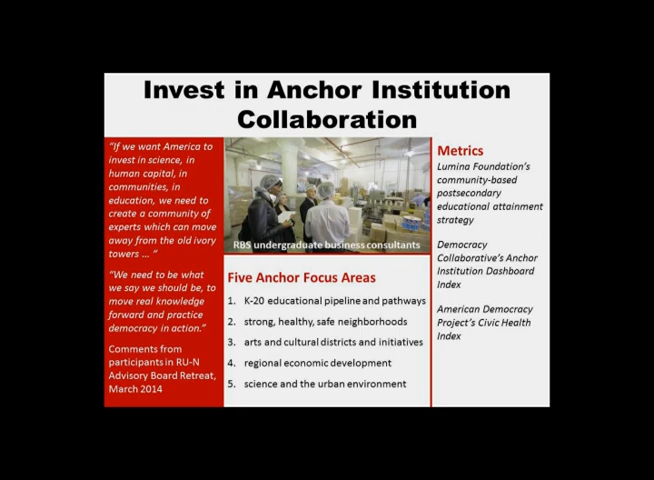 Invest in Anchor Institution
Collaboration
"If we want America to
invest in science, in
human capital, in
communities, in
education, we need to
create a community of
experts which can move
away from the old ivory
towers ... "
"We need to be what
we say we should be, to
move real knowledge
forward and practice
democracy in action."
Comments from
participants in RU-N
Advisory Board Retreat,
March 2014
RBS undergraduate business consultants
Five Anchor Focus Areas
1. K-20 educational pipeline and pathways
2. strong, healthy, safe neighborhoods
3. arts and cultural districts and initiatives
4. regional economic development
5. science and the urban environment
Metrics
Lumina Foundation's
community-based
postsecondary
educational attainment
strategy
Democracy
Collaborative's Anchor
Institution Dashboard
Index
American Democracy
Project's Civic Health
Index